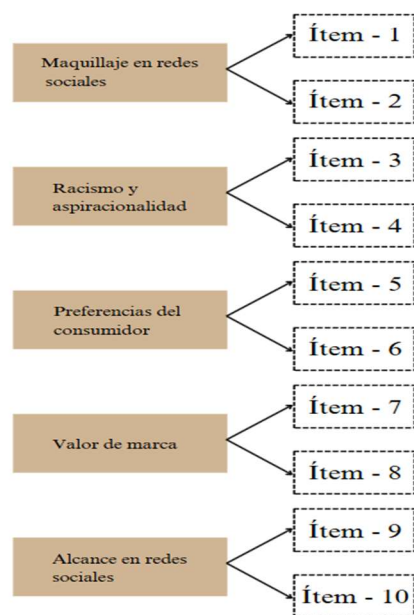 Maquillaje en redes
sociales
Ítem - 1
Ítem - 2
Racismo y
aspiracionalidad
Ítem - 3
Ítem - 4
Preferencias del
consumidor
Ítem - 5
Ítem - 6
Valor de marca
Ítem - 7
Ítem - 8
Alcance en redes
sociales
Ítem - 9
Ítem - 10